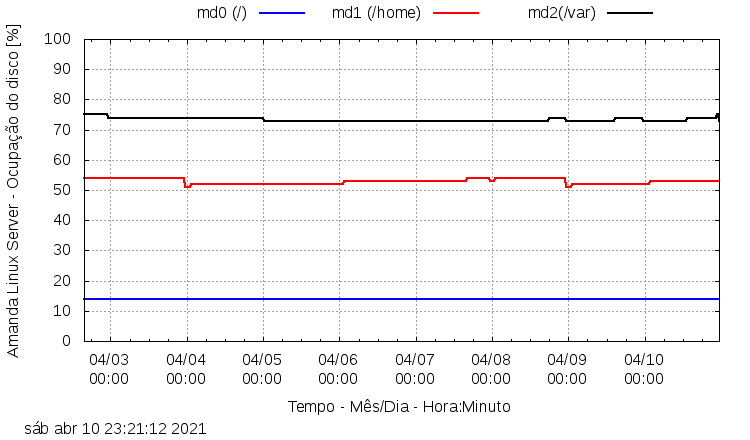 md0 (/) md1 (/home) md2(/var)
Amanda Linux Server - Ocupação do disco [%]
100
90
80
70
60
50
40
30
20
10
0
04/03 04/04 04/05 04/06 04/07 04/08 04/09 04/10
00:00 00:00 00:00 00:00 00:00 00:00 00:00 00:00
Tempo - Mês/Dia - Hora:Minuto
sáb abr 10 23:21:12 2021